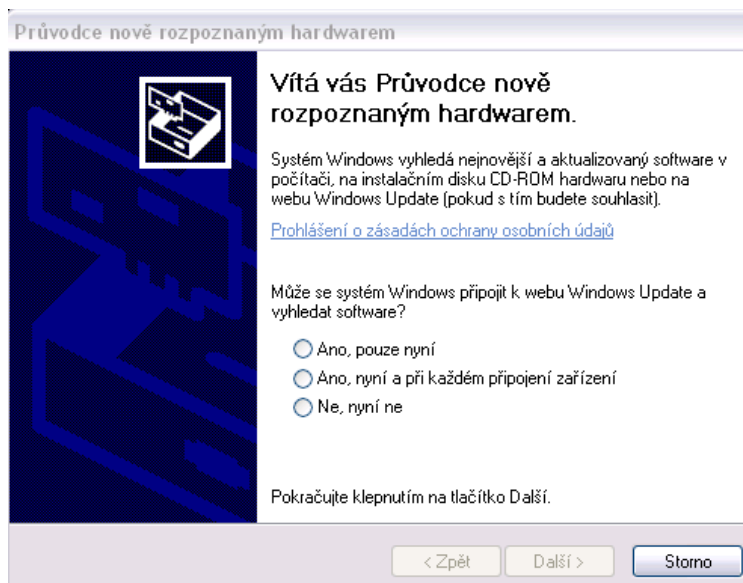 Průvodce nově rozpoznaným hardwarem
Vítá vás Průvodce nově
rozpoznaným hardwarem.
Systém Windows vyhledá nejnovější a aktualizovaný software v
počítači, na instalačním disku CD-ROM hardwaru nebo na
webu Windows Update (pokud s tím budete souhlasit).
Prohlášení o zásadách ochrany osobních údajů
Může se systém Windows připojit k webu Windows Update a
vyhledat software?
Ano, pouze nyní
Ano, nyní a při každém připojení zařízení
Ne, nyní ne
Pokračujte klepnutím na tlačítko Další.
< Zpět Další > Storno